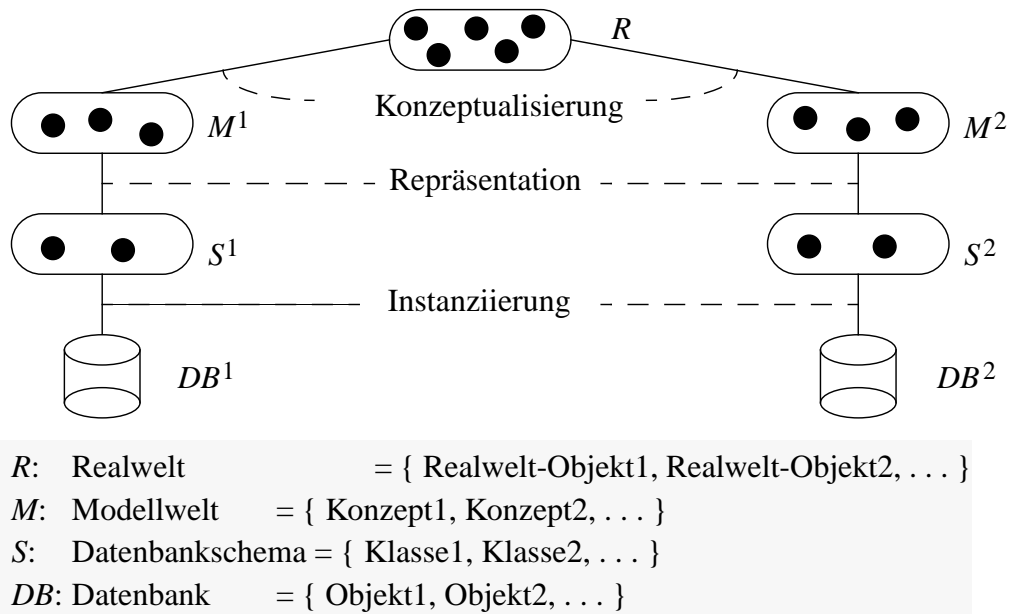 R
Konzeptualisierung
M1 M2
Repräsentation
S1 S2
Instanziierung
DB1 DB2
R: Realwelt = { Realwelt-Objekt1, Realwelt-Objekt2, . . . }
M: Modellwelt = { Konzept1, Konzept2, . . . }
S: Datenbankschema = { Klasse1, Klasse2, . . . }
DB: Datenbank = { Objekt1, Objekt2, . . . }